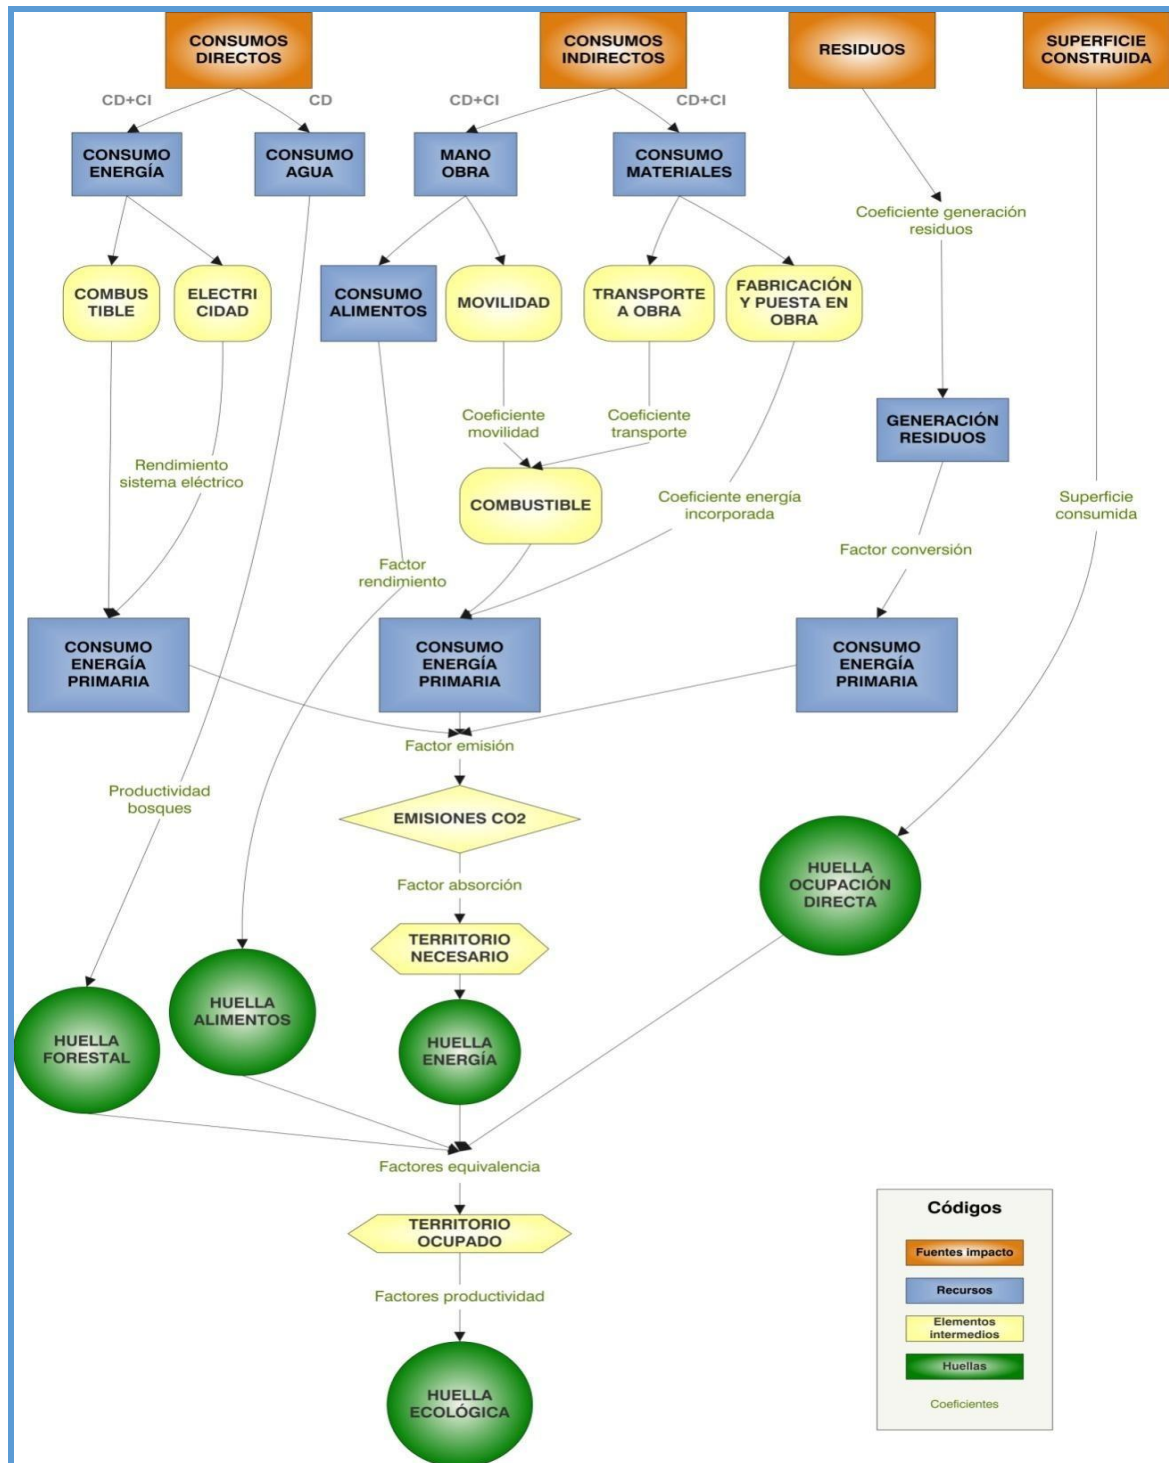 CONSUMOS
DIRECTOS
CONSUMOS
INDIRECTOS
RESIDUOS
SUPERFICIE
CONSTRUIDA
CD+CI
CD
CD+CI
CD+CI
CONSUMO
ENERGÍA
CONSUMO
AGUA
MANO
OBRA
CONSUMO
MATERIALES
Coeficiente generación
residuos
COMBUS
TIBLE
ELECTRI
CIDAD
CONSUMO
ALIMENTOS
MOVILIDAD
TRANSPORTE
A OBRA
FABRICACIÓN
Y PUESTA EN
OBRA
Coeficiente
movilidad
Coeficiente
transporte
GENERACIÓN
RESIDUOS
Rendimiento
sistema eléctrico
COMBUSTIBLE
Coeficiente energía
incorporada
Superficie
consumida
Factor
rendimiento
Factor conversión
CONSUMO
ENERGÍA
PRIMARIA
CONSUMO
ENERGÍA
PRIMARIA
CONSUMO
ENERGÍA
PRIMARIA
Factor emisión
Productividad
bosques
EMISIONES CO2
Factor absorción
HUELLA
OCUPACIÓN
DIRECTA
TERRITORIO
NECESARIO
HUELLA
ALIMENTOS
HUELLA
FORESTAL
HUELLA
ENERGÍA
Factores equivalencia
TERRITORIO
OCUPADO
Factores productividad
HUELLA
ECOLÓGICA
Códigos
Fuentes impacto
Recursos
Elementos
intermedios
Huellas
Coeficientes